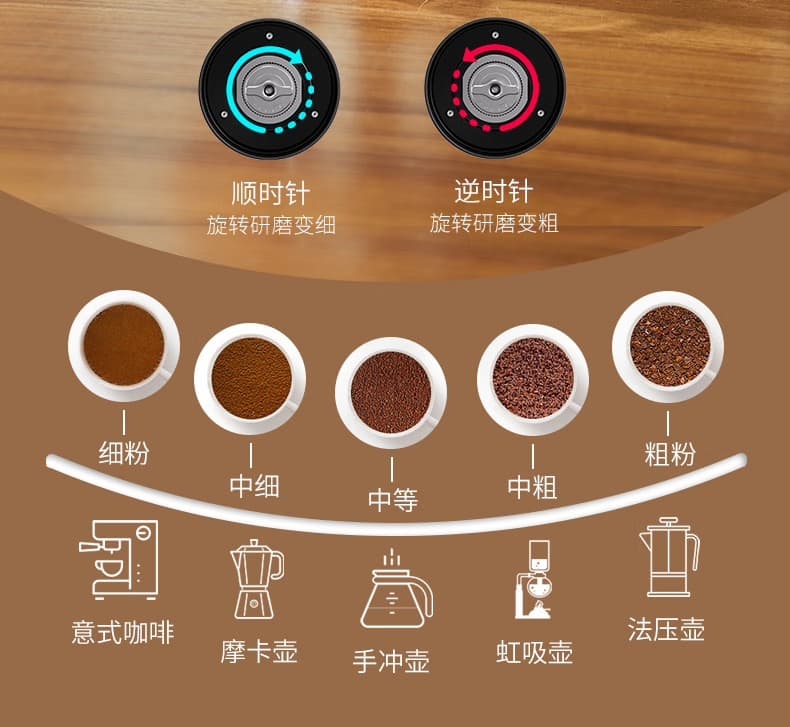 顺时针
旋转研磨变细
逆时针
旋转研磨变粗
细粉
中细
中等
中粗
粗粉
意式咖啡
摩卡壶
手冲壶
虹吸壶
法压壶